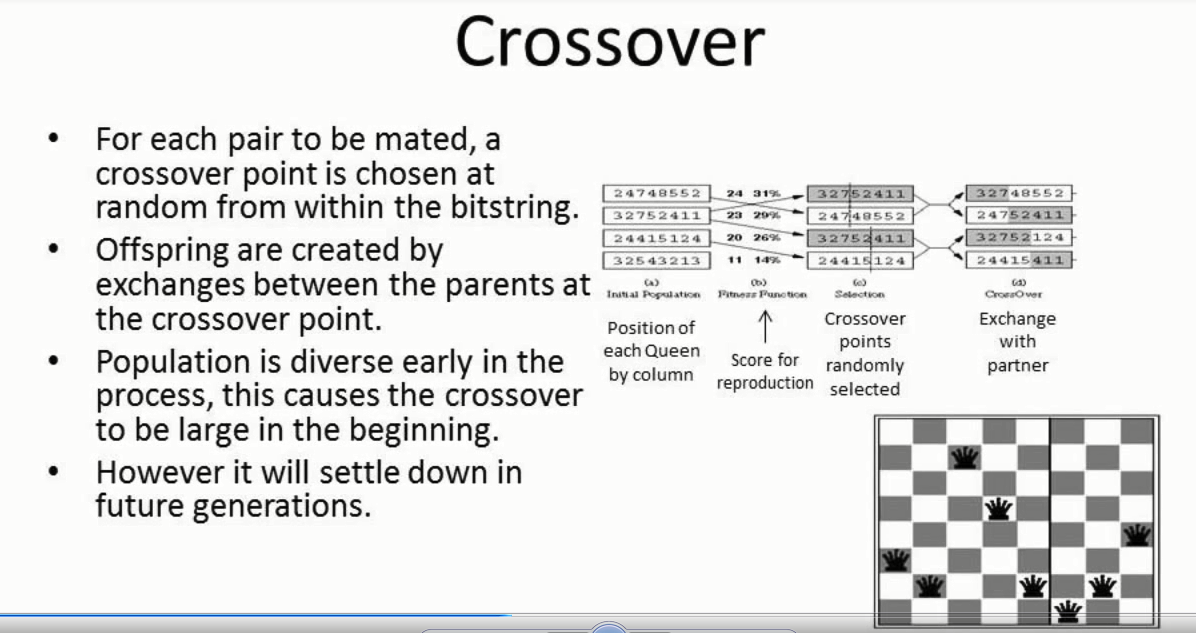 Crossover
• For each pair to be mated, a
crossover point is chosen at
random from within the bitstring.
• Offspring are created by
exchanges between the parents at
the crossover point.
• Population is diverse early in the
process, this causes the crossover
to be large in the beginning.
• However it will settle down in
future generations.
24748552 24 31% 32752411 32748552
32752411 23 29% 24748552 24752411
24415124 20 26% 32752411 32752124
32543213 11 14% 24415124 24415411
(a) (b) (c) (d)
Initial Population Fitness Function Selection CrossOver
Position of
each Queen
by column
Score for
reproduction
Crossover
points
randomly
selected
Exchange
with
partner